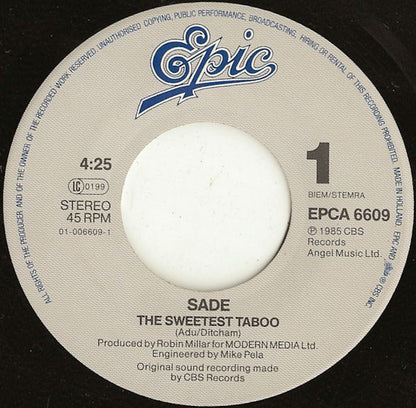 ALL RIGHTS OF THE PRODUCER AND OF THE OWNER OF THE RECORDED WORK RESERVED. UNAUTHORISED COPYING, PUBLIC PERFORMANCE, BROADCASTING, HIRING OR RENTAL OF THIS RECORDING PROHIBITED. MADE IN HOLLAND.
EPIC AND
ARE
CBS INC.
Epic
4:25
1
LC 0199
STEREO
45 RPM
01-006609-1
BIEM/STEMRA
EPCA 6609
℗ 1985 CBS
Records
Angel Music Ltd.
SADE
THE SWEETEST TABOO
(Adu/Ditcham)
Produced by Robin Millar for MODERN MEDIA Ltd.
Engineered by Mike Pela
Original sound recording made
by CBS Records